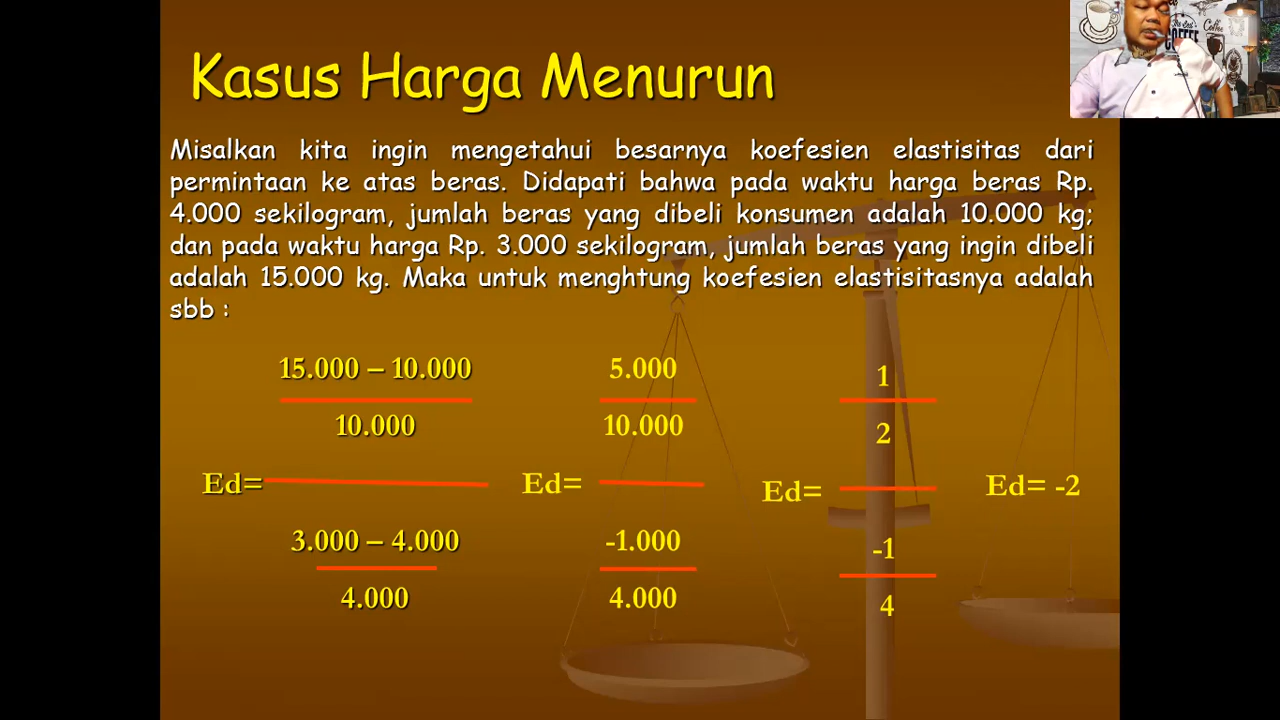 Kasus Harga Menurun
Misalkan kita ingin mengetahui besarnya koefesien elastisitas dari
permintaan ke atas beras. Didapati bahwa pada waktu harga beras Rp.
4.000 sekilogram, jumlah beras yang dibeli konsumen adalah 10.000 kg;
dan pada waktu harga Rp. 3.000 sekilogram, jumlah beras yang ingin dibeli
adalah 15.000 kg. Maka untuk menghtung koefesien elastisitasnya adalah
sbb :
15.000 – 10.000
10.000
Ed=
3.000 – 4.000
4.000
5.000
10.000
Ed=
-1.000
4.000
1
2
Ed=
-1
4
Ed= -2
Coffee
COFFEE